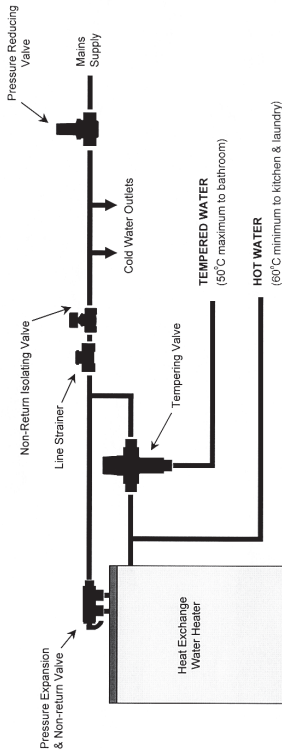 Pressure Reducing
Valve
Mains
Supply
Cold Water Outlets
Non-Return Isolating Valve
Line Strainer
TEMPERED WATER
(50°C maximum to bathroom)
HOT WATER
(60°C minimum to kitchen & laundry)
Tempering Valve
Pressure Expansion
& Non-return Valve
Heat Exchange
Water Heater